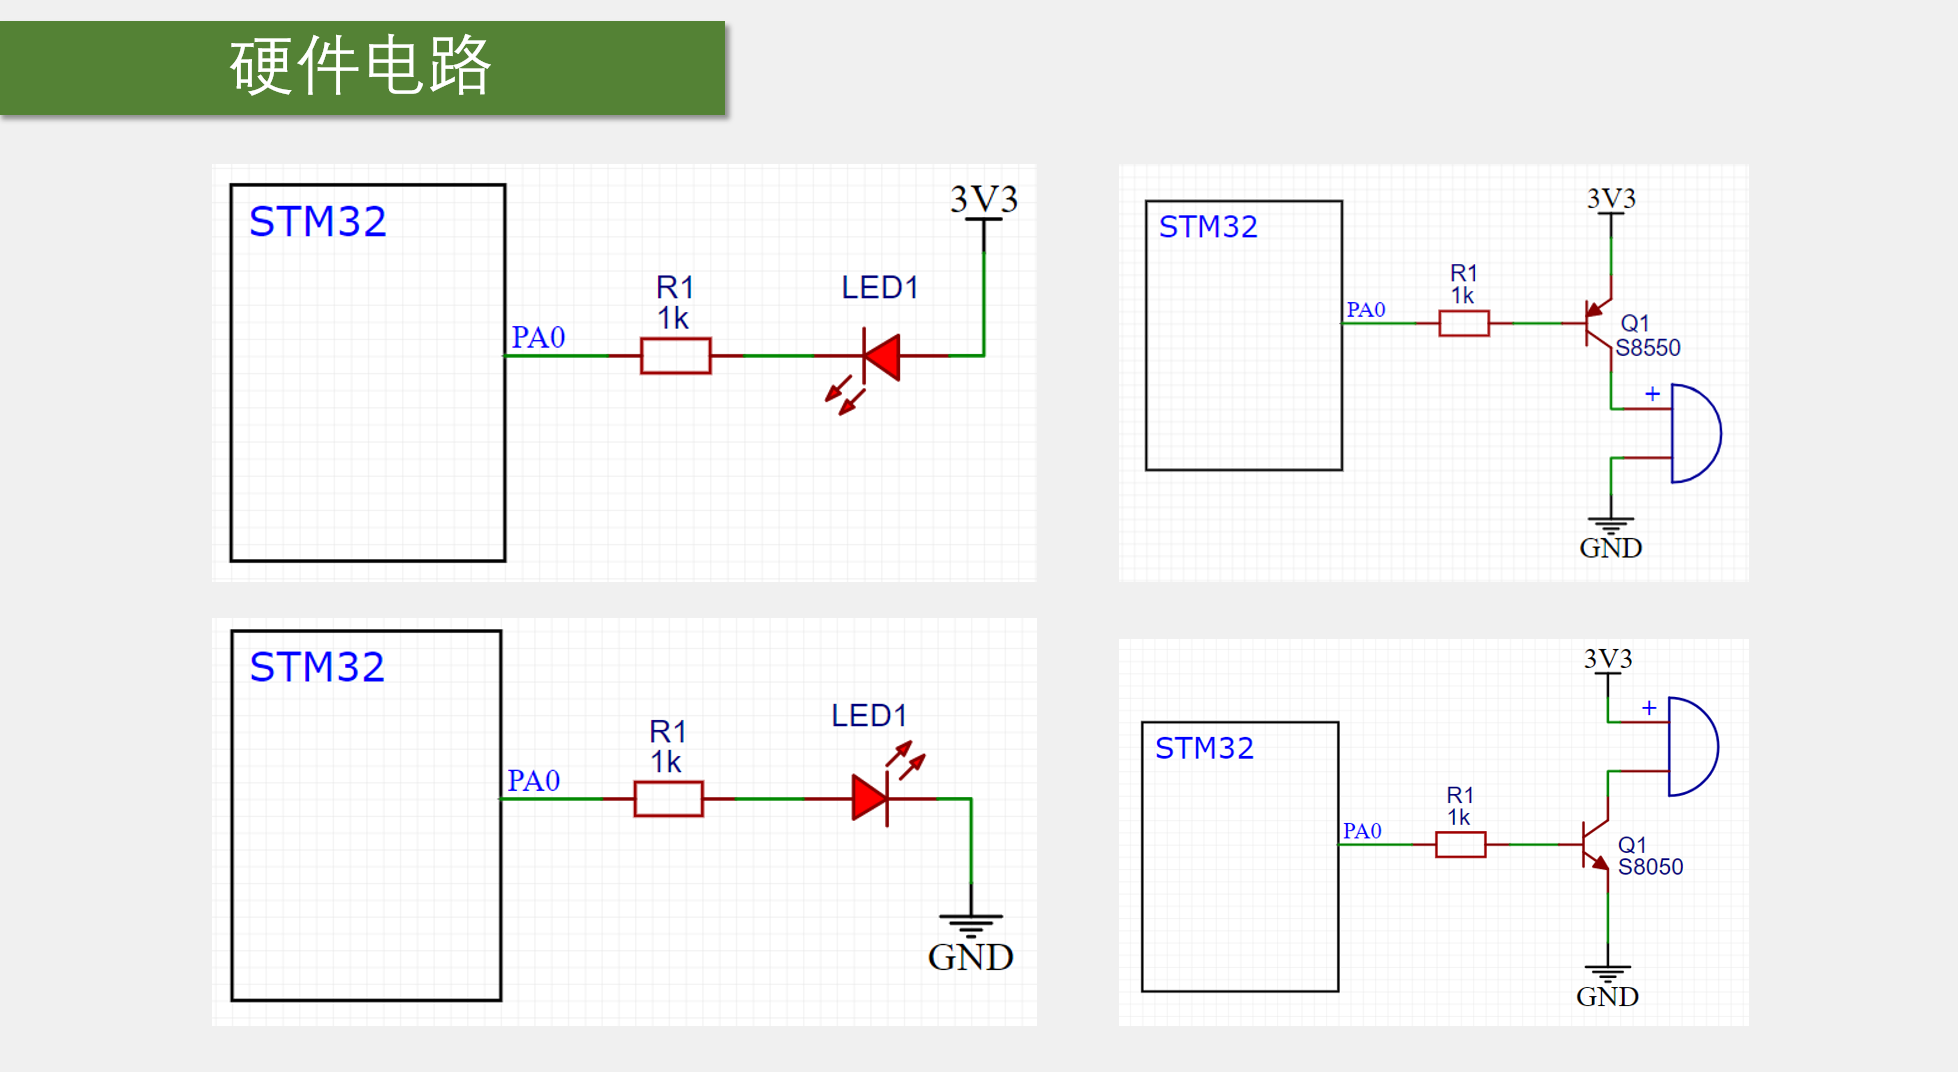 硬件电路
STM32
3V3
R1
1k
LED1
PA0
STM32
3V3
R1
1k
PA0
Q1
S8550
+
GND
STM32
R1
1k
LED1
PA0
GND
3V3
+
STM32
R1
1k
PA0
Q1
S8050
GND